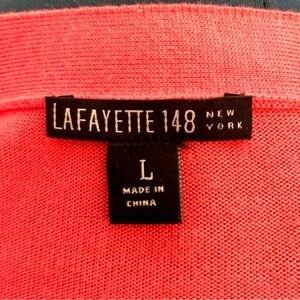 LAFAYETTE 148 NEW YORK
L
MADE IN
CHINA